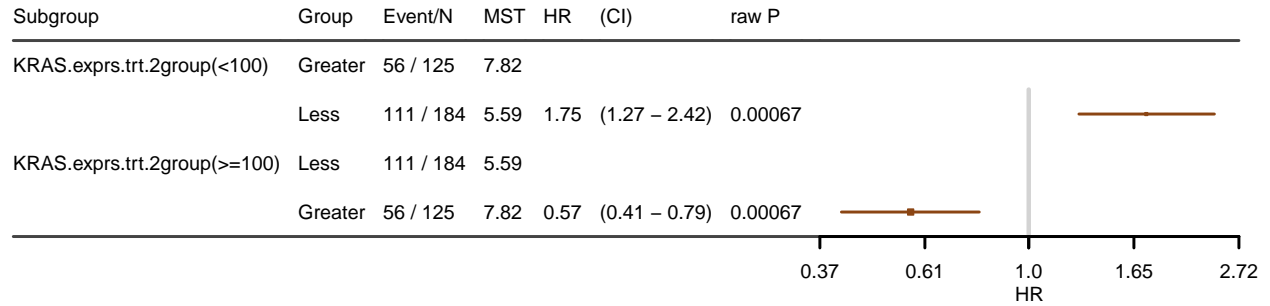 Subgroup Group Event/N MST HR (CI) raw P
KRAS.exprs.trt.2group(<100) Greater 56 / 125 7.82
Less 111 / 184 5.59 1.75 (1.27 − 2.42) 0.00067
KRAS.exprs.trt.2group(>=100) Less 111 / 184 5.59
Greater 56 / 125 7.82 0.57 (0.41 − 0.79) 0.00067
0.37 0.61 1.0 1.65 2.72
HR